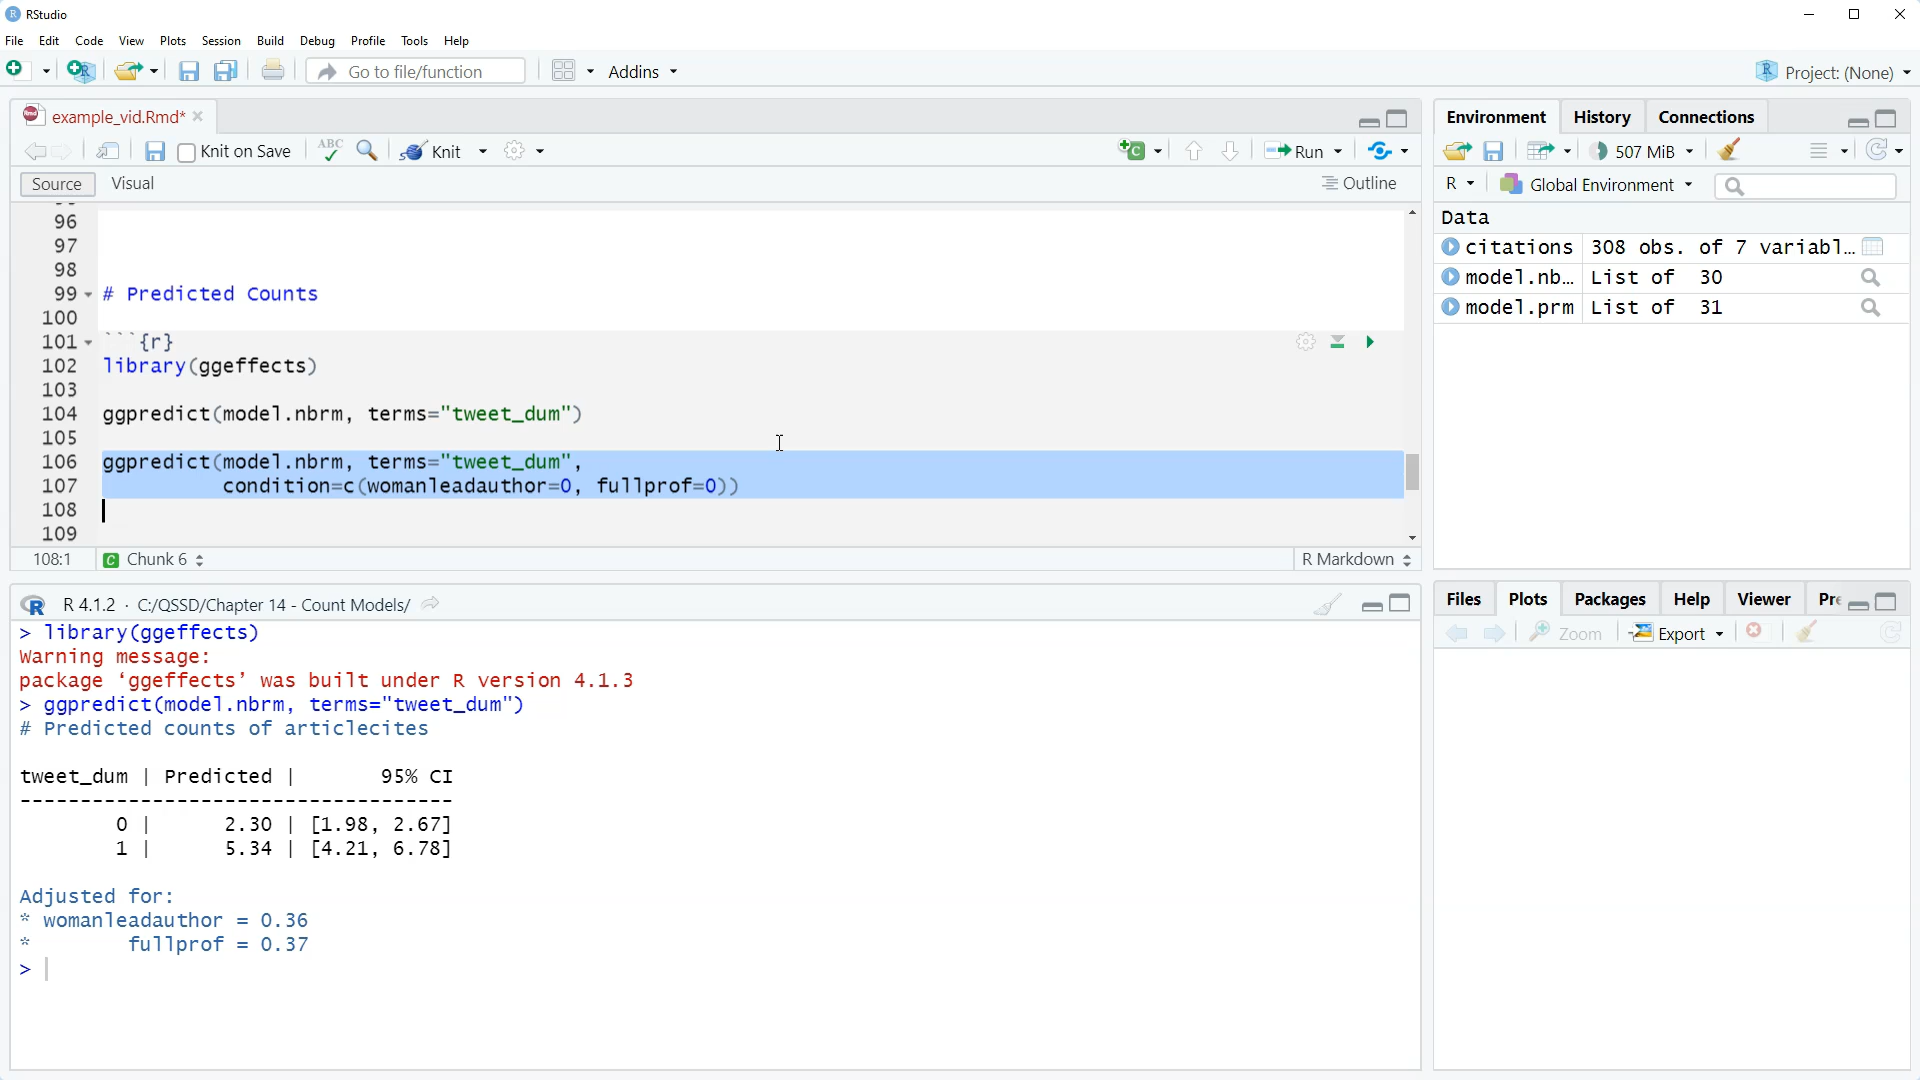 RStudio
File Edit Code View Plots Session Build Debug Profile Tools Help
Go to file/function Addins Project: (None)
example_vid.Rmd*
Knit on Save ABC Knit Run
Source Visual Outline
96
97
98
99 # Predicted Counts
100
101 ```{r}
102 library(ggeffects)
103
104 ggpredict(model.nbrm, terms="tweet_dum")
105
106 ggpredict(model.nbrm, terms="tweet_dum",
107 condition=c(womanleadauthor=0, fullprof=0))
108
109
108:1 C Chunk 6 R Markdown
R 4.1.2 · C:/QSSD/Chapter 14 - Count Models/
> library(ggeffects)
Warning message:
package ‘ggeffects’ was built under R version 4.1.3
> ggpredict(model.nbrm, terms="tweet_dum")
# Predicted counts of articlecites
tweet_dum | Predicted | 95% CI
------------------------------------
0 | 2.30 | [1.98, 2.67]
1 | 5.34 | [4.21, 6.78]
Adjusted for:
* womanleadauthor = 0.36
* fullprof = 0.37
>
Environment History Connections
507 MiB
R Global Environment
Data
citations 308 obs. of 7 variabl…
model.nb… List of 30
model.prm List of 31
Files Plots Packages Help Viewer Pre
Zoom Export